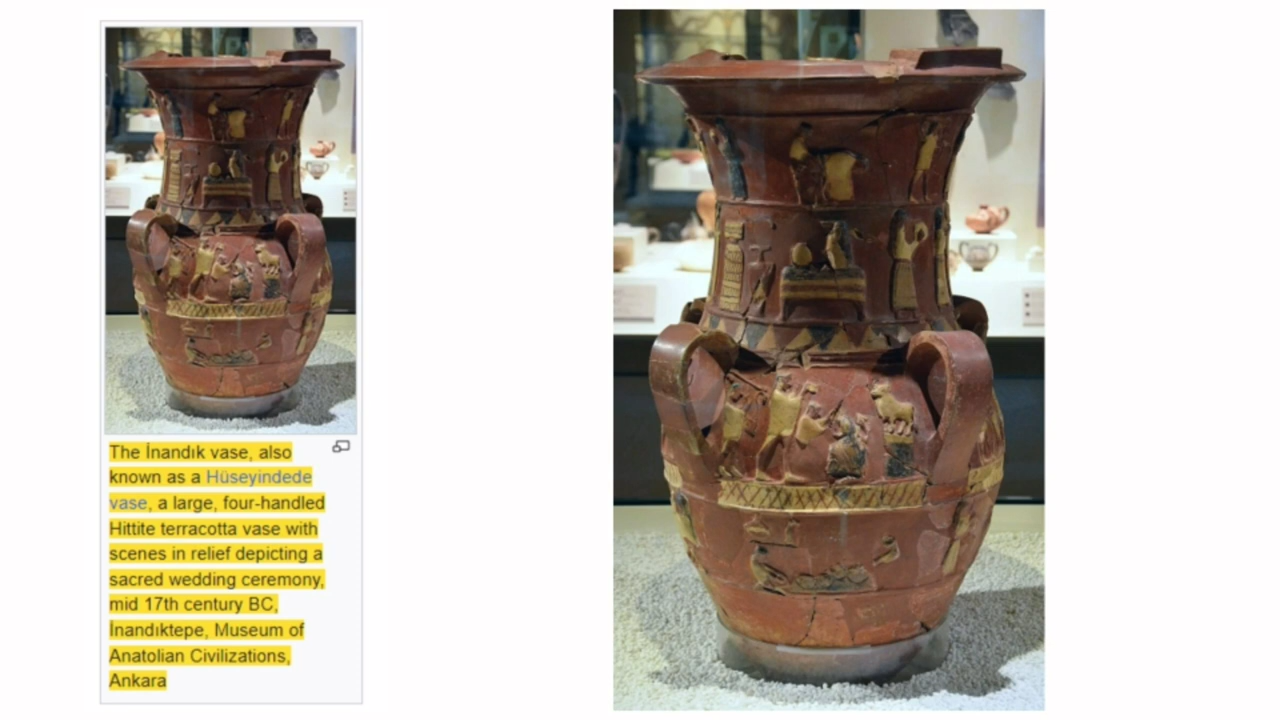 The İnandık vase, also
known as a Hüseyindede
vase, a large, four-handled
Hittite terracotta vase with
scenes in relief depicting a
sacred wedding ceremony,
mid 17th century BC,
İnandıktepe, Museum of
Anatolian Civilizations,
Ankara